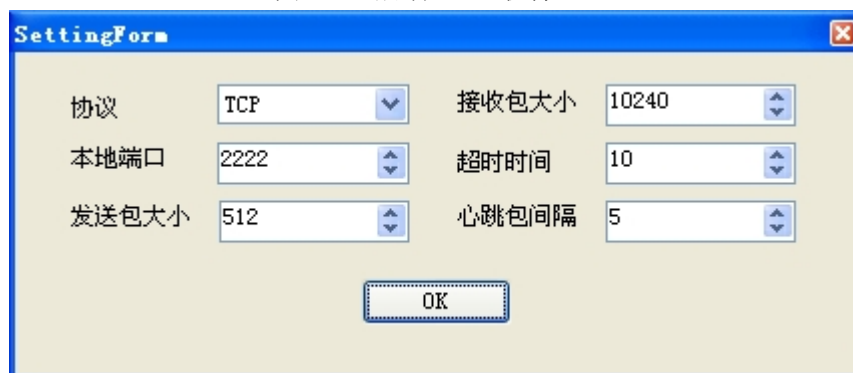 SettingForm
协议 TCP 接收包大小 10240
本地端口 2222 超时时间 10
发送包大小 512 心跳包间隔 5
OK